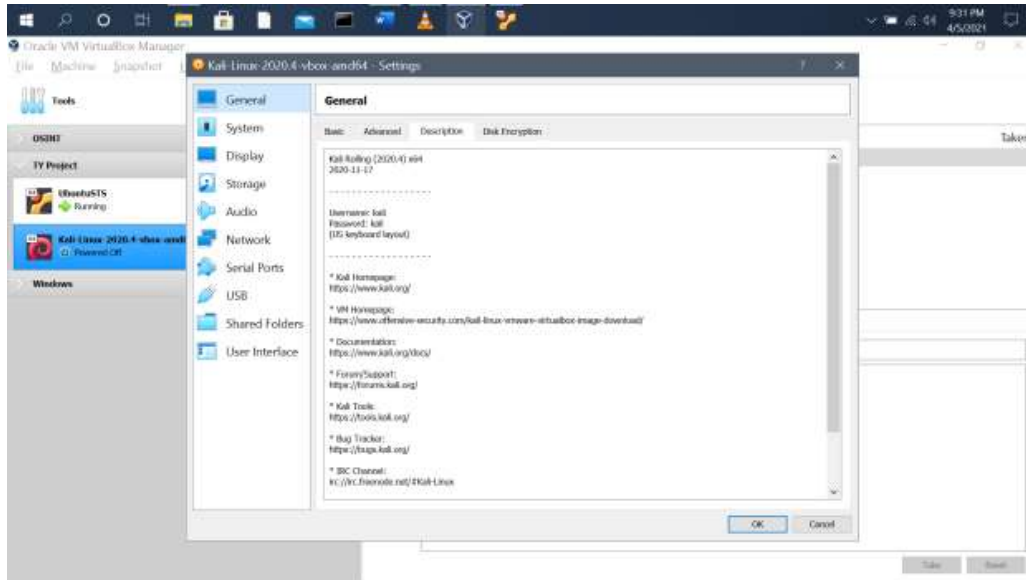 9:31 PM
4/5/2021
Oracle VM VirtualBox Manager
File Machine Snapshot
Tools
OSINT
TY Project
UbuntuSTS
Running
Kali-Linux-2020.4-vbox-amd6
Powered Off
Windows
Kali-Linux-2020.4-vbox-amd64 - Settings
General
System
Display
Storage
Audio
Network
Serial Ports
USB
Shared Folders
User Interface
General
Basic Advanced Description Disk Encryption
Kali Rolling (2020.4) x64
2020-11-17
- - - - - - - - - - - - - - - - - -
Username: kali
Password: kali
(US keyboard layout)
- - - - - - - - - - - - - - - - - -
* Kali Homepage:
https://www.kali.org/
* VM Homepage:
https://www.offensive-security.com/kali-linux-vmware-virtualbox-image-download/
* Documentation:
https://www.kali.org/docs/
* Forum/Support:
https://forums.kali.org/
* Kali Tools:
https://tools.kali.org/
* Bug Tracker:
https://bugs.kali.org/
* IRC Channel:
irc://irc.freenode.net/#Kali-Linux
OK Cancel
Taken
Take Reset